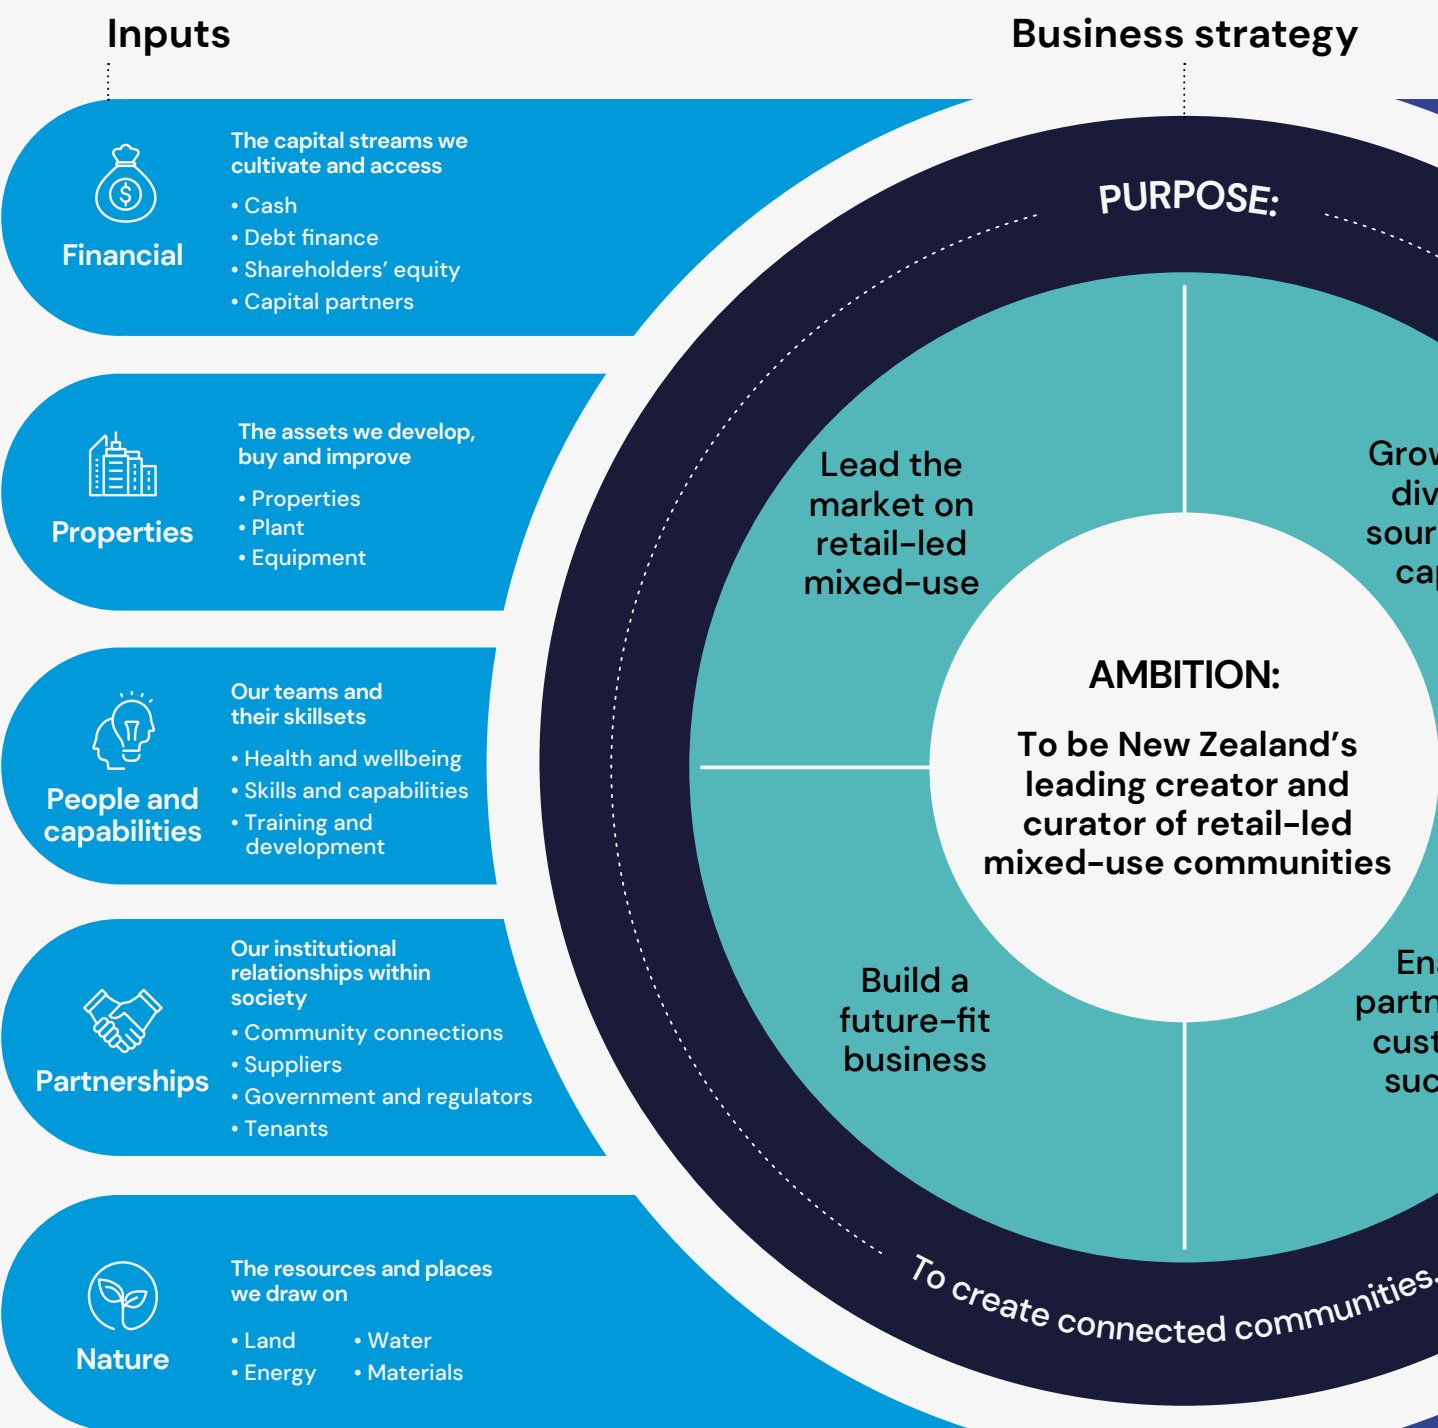 Inputs
Business strategy
Financial
The capital streams we
cultivate and access
• Cash
• Debt finance
• Shareholders’ equity
• Capital partners
Properties
The assets we develop,
buy and improve
• Properties
• Plant
• Equipment
People and
capabilities
Our teams and
their skillsets
• Health and wellbeing
• Skills and capabilities
• Training and
development
Partnerships
Our institutional
relationships within
society
• Community connections
• Suppliers
• Government and regulators
• Tenants
Nature
The resources and places
we draw on
• Land
• Energy
• Water
• Materials
PURPOSE:
Lead the
market on
retail-led
mixed-use
AMBITION:
To be New Zealand’s
leading creator and
curator of retail-led
mixed-use communities
Build a
future-fit
business
To create connected communities.